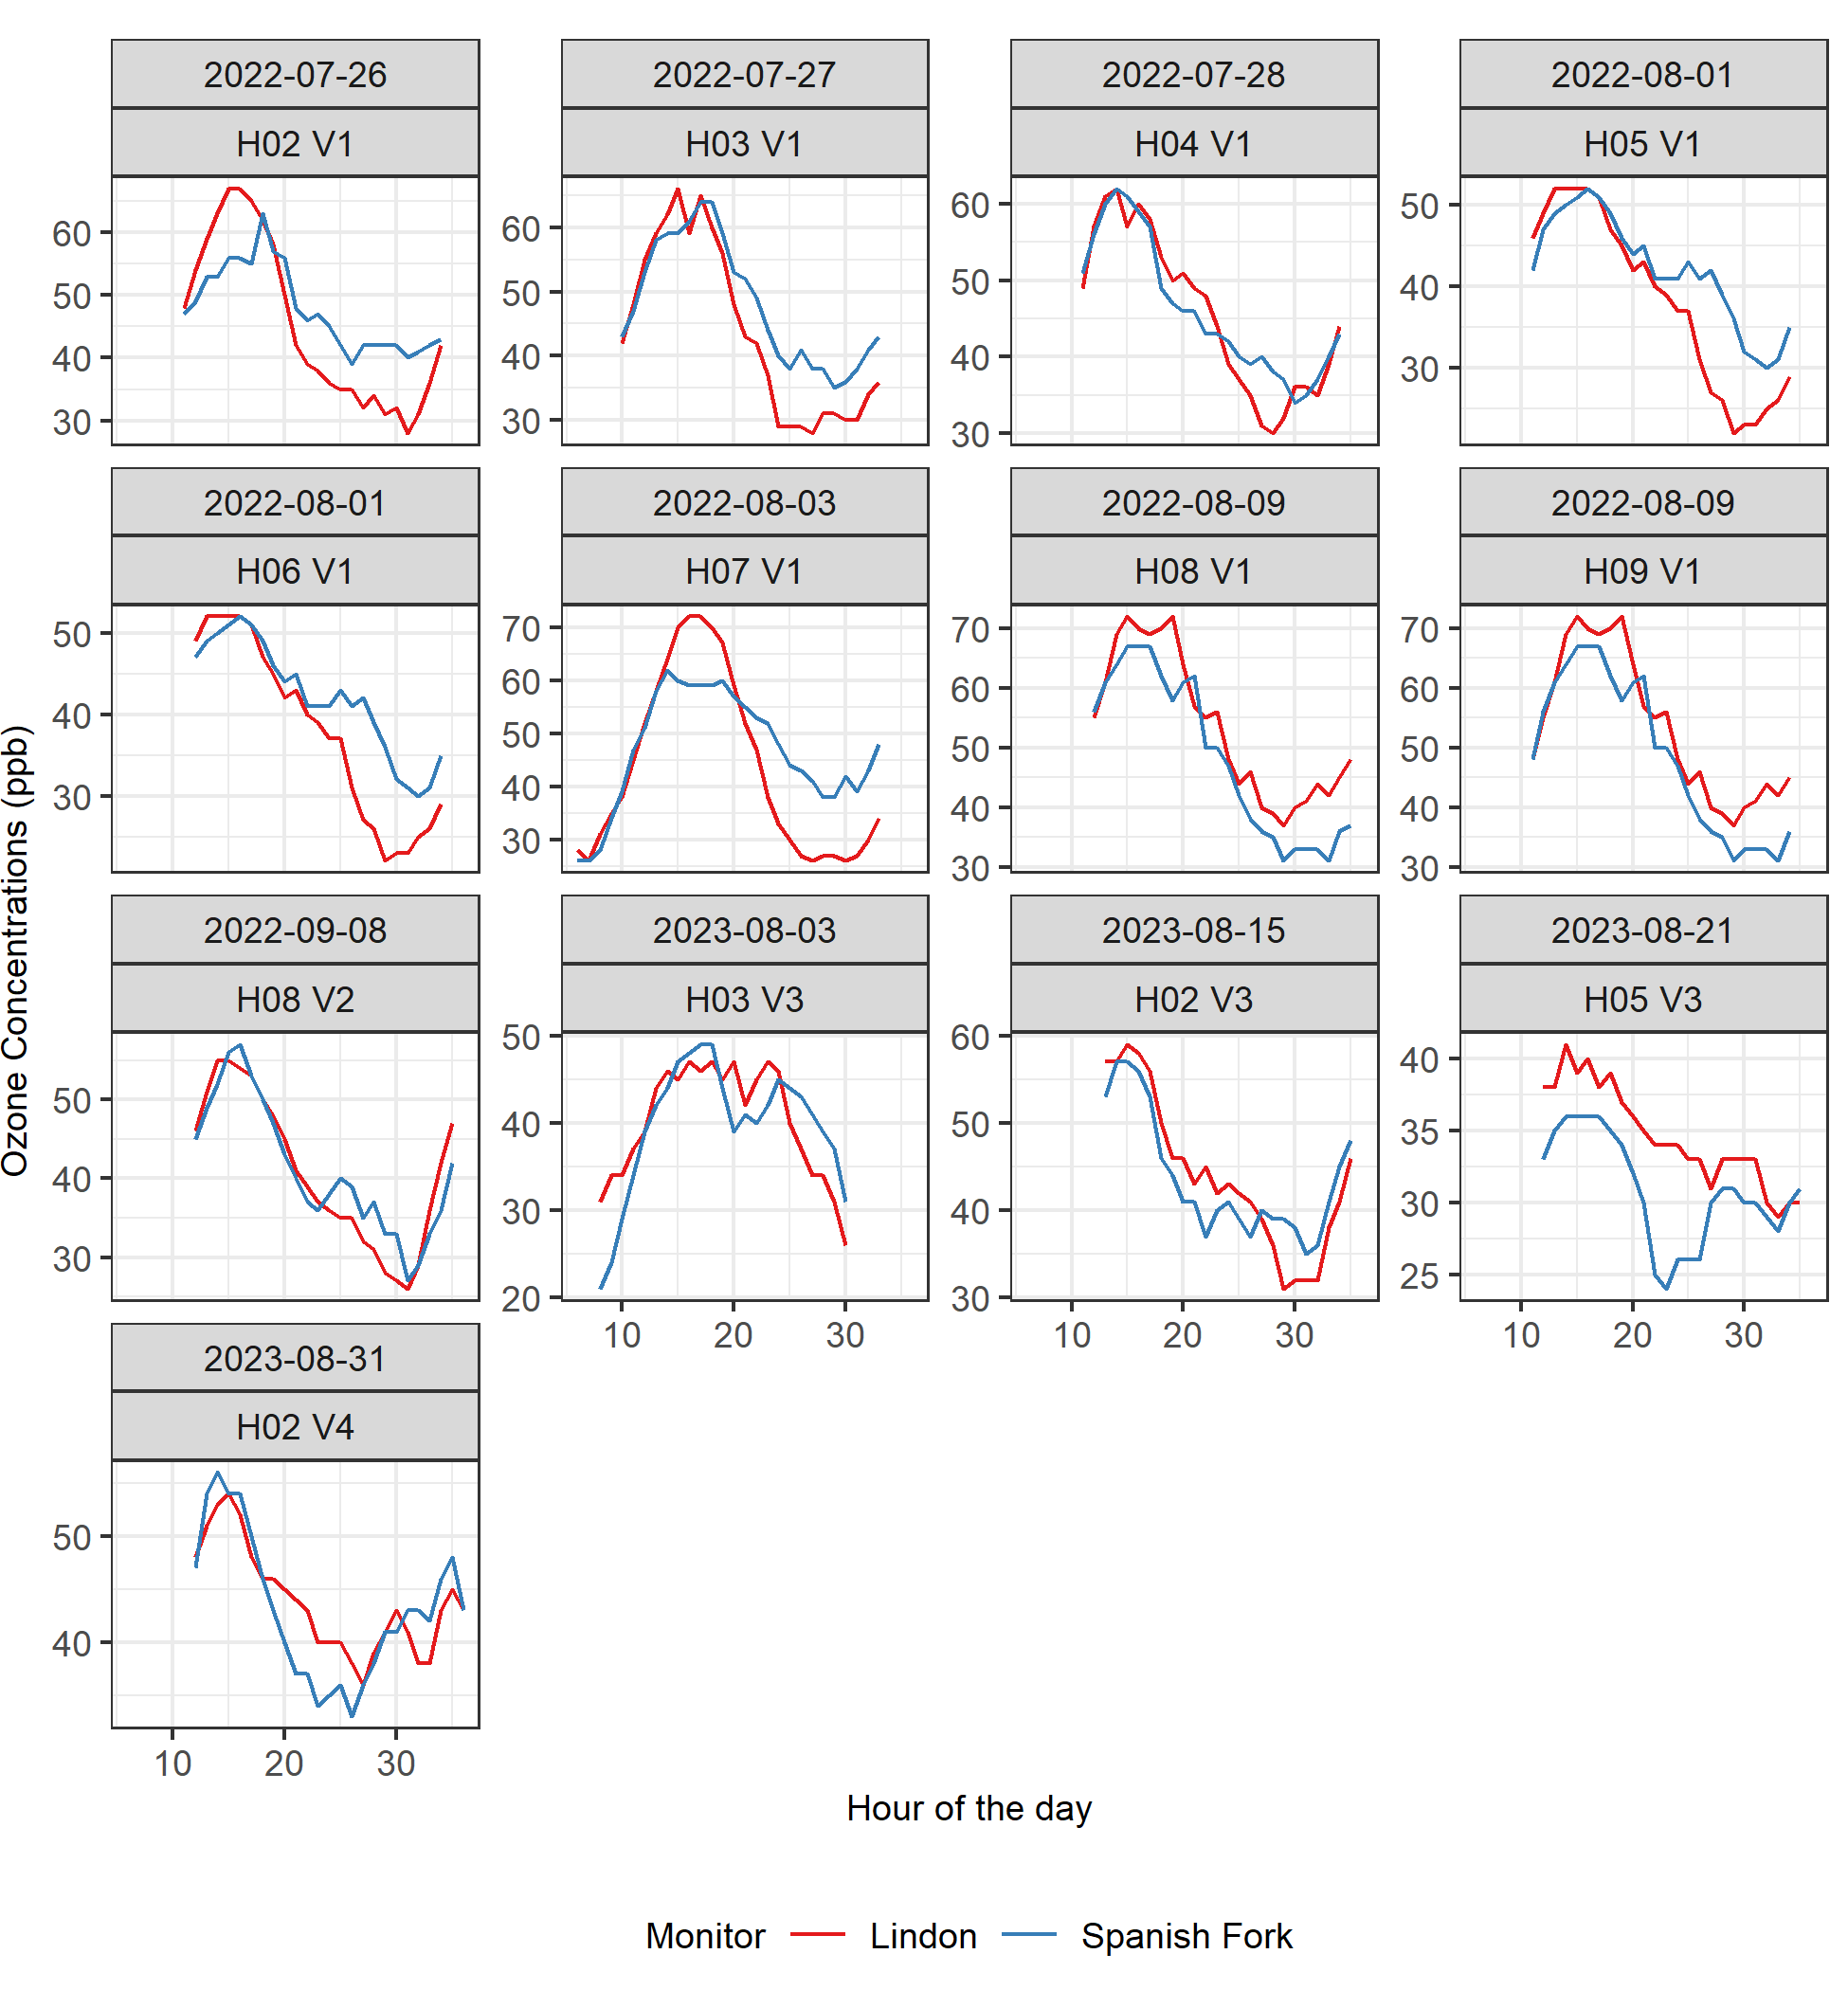 2022-07-26 2022-07-27 2022-07-28 2022-08-01
H02 V1 H03 V1 H04 V1 H05 V1
60 60 60 50
50 50 50 40
40 40 40 30
30 30 30
2022-08-01 2022-08-03 2022-08-09 2022-08-09
H06 V1 H07 V1 H08 V1 H09 V1
50 70 70 70
40 60 60 60
30 50 50 50
40 40 40
30 30 30
Ozone Concentrations (ppb)
2022-09-08 2023-08-03 2023-08-15 2023-08-21
H08 V2 H03 V3 H02 V3 H05 V3
50 50 60 40
40 40 50 35
30 30 40 30
20 30 25
10 20 30 10 20 30 10 20 30
2023-08-31
H02 V4
50
40
10 20 30
Hour of the day
Monitor Lindon Spanish Fork